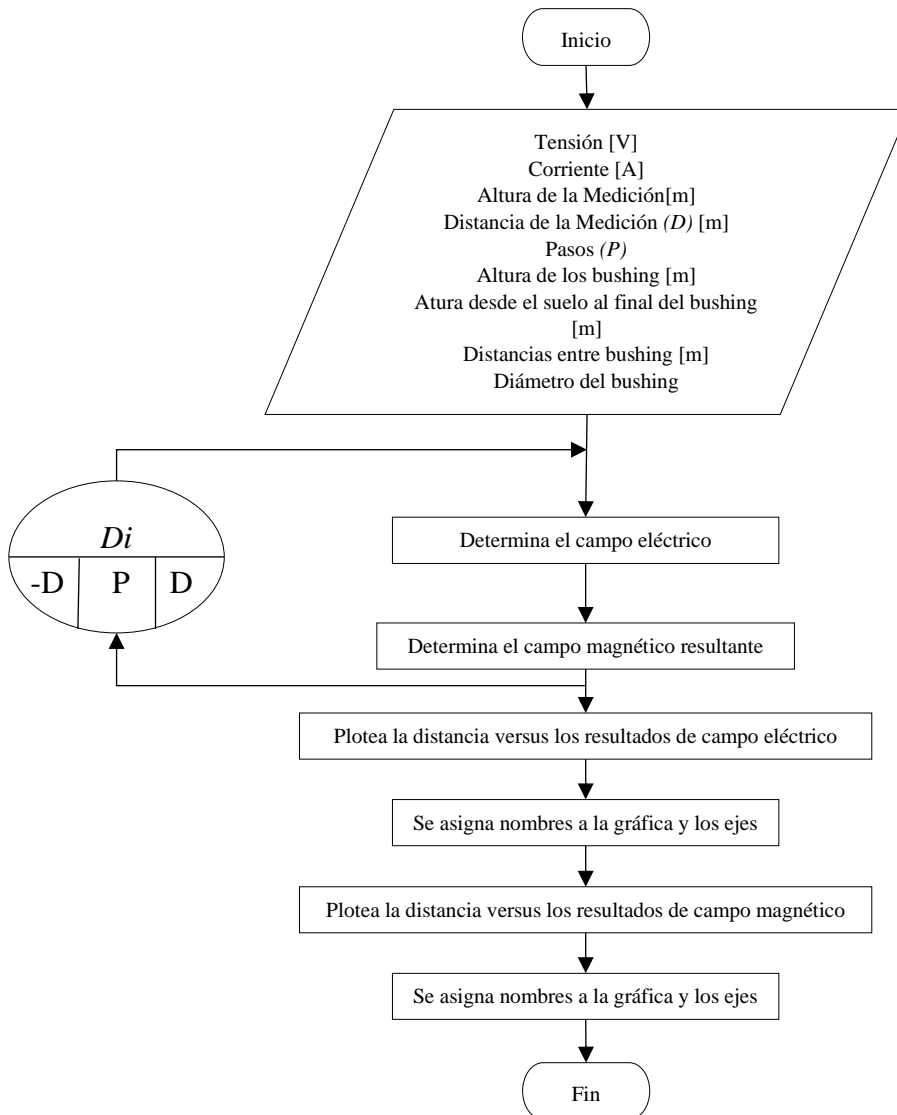 Inicio
Tensión [V]
Corriente [A]
Altura de la Medición[m]
Distancia de la Medición (D) [m]
Pasos (P)
Altura de los bushing [m]
Atura desde el suelo al final del bushing
[m]
Distancias entre bushing [m]
Diámetro del bushing
Di
-D P D
Determina el campo eléctrico
Determina el campo magnético resultante
Plotea la distancia versus los resultados de campo eléctrico
Se asigna nombres a la gráfica y los ejes
Plotea la distancia versus los resultados de campo magnético
Se asigna nombres a la gráfica y los ejes
Fin